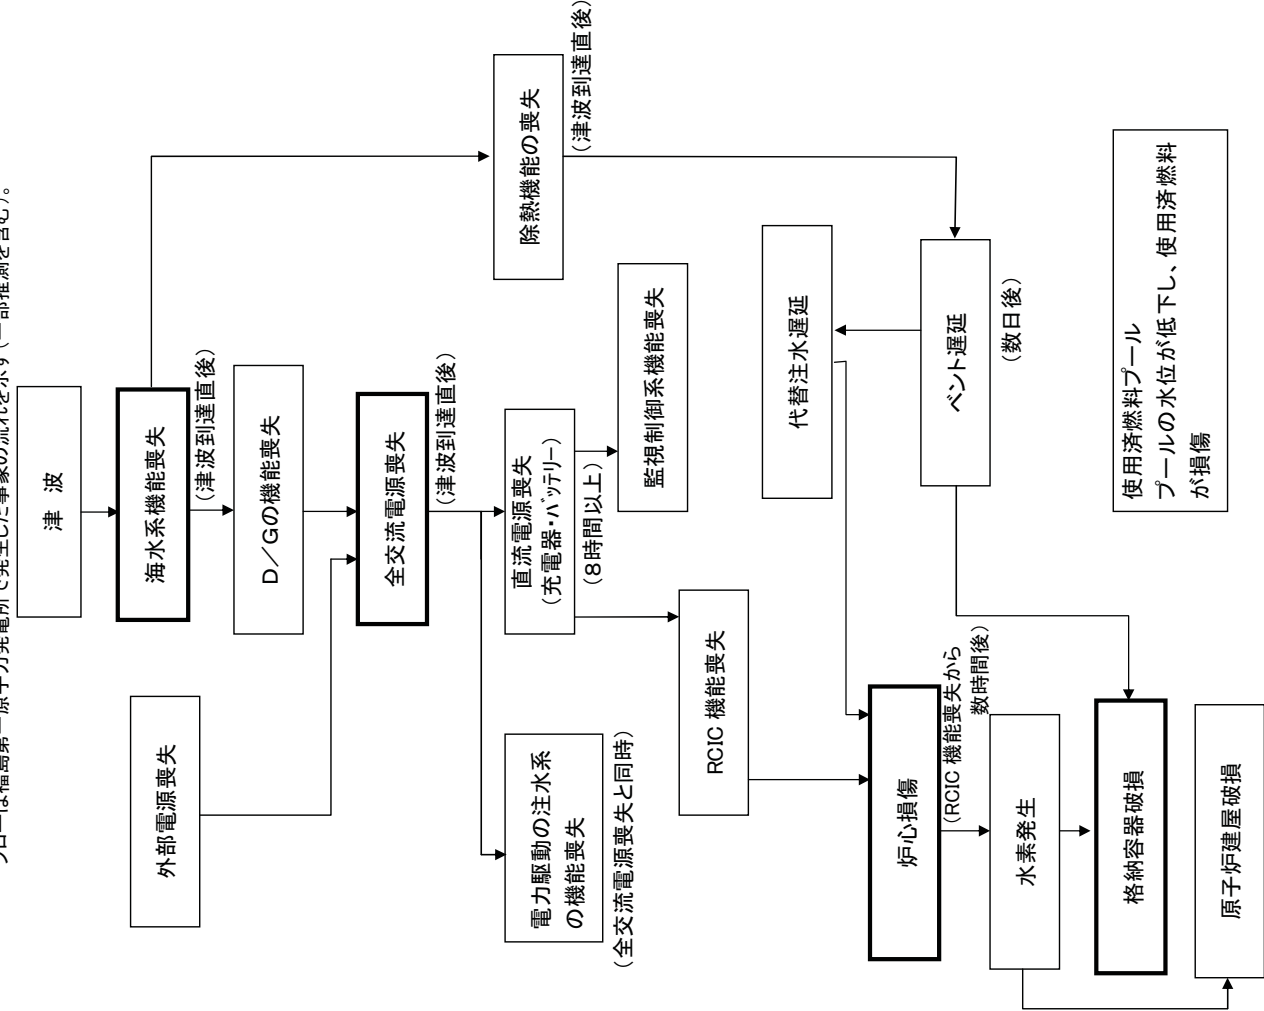 フローは福島第一原子力発電所で発生した事象の流れを示す（一部推測を含む）。
津　波
海水系機能喪失
（津波到達直後）
D／Gの機能喪失
外部電源喪失
全交流電源喪失
（津波到達直後）
除熱機能の喪失
（津波到達直後）
直流電源喪失
（充電器・バッテリー）
（8時間以上）
監視制御系機能喪失
電力駆動の注水系
の機能喪失
（全交流電源喪失と同時）
RCIC 機能喪失
代替注水遅延
ベント遅延
（数日後）
炉心損傷
（RCIC 機能喪失から
数時間後）
水素発生
格納容器破損
原子炉建屋破損
使用済燃料プール
プールの水位が低下し、使用済燃料
が損傷